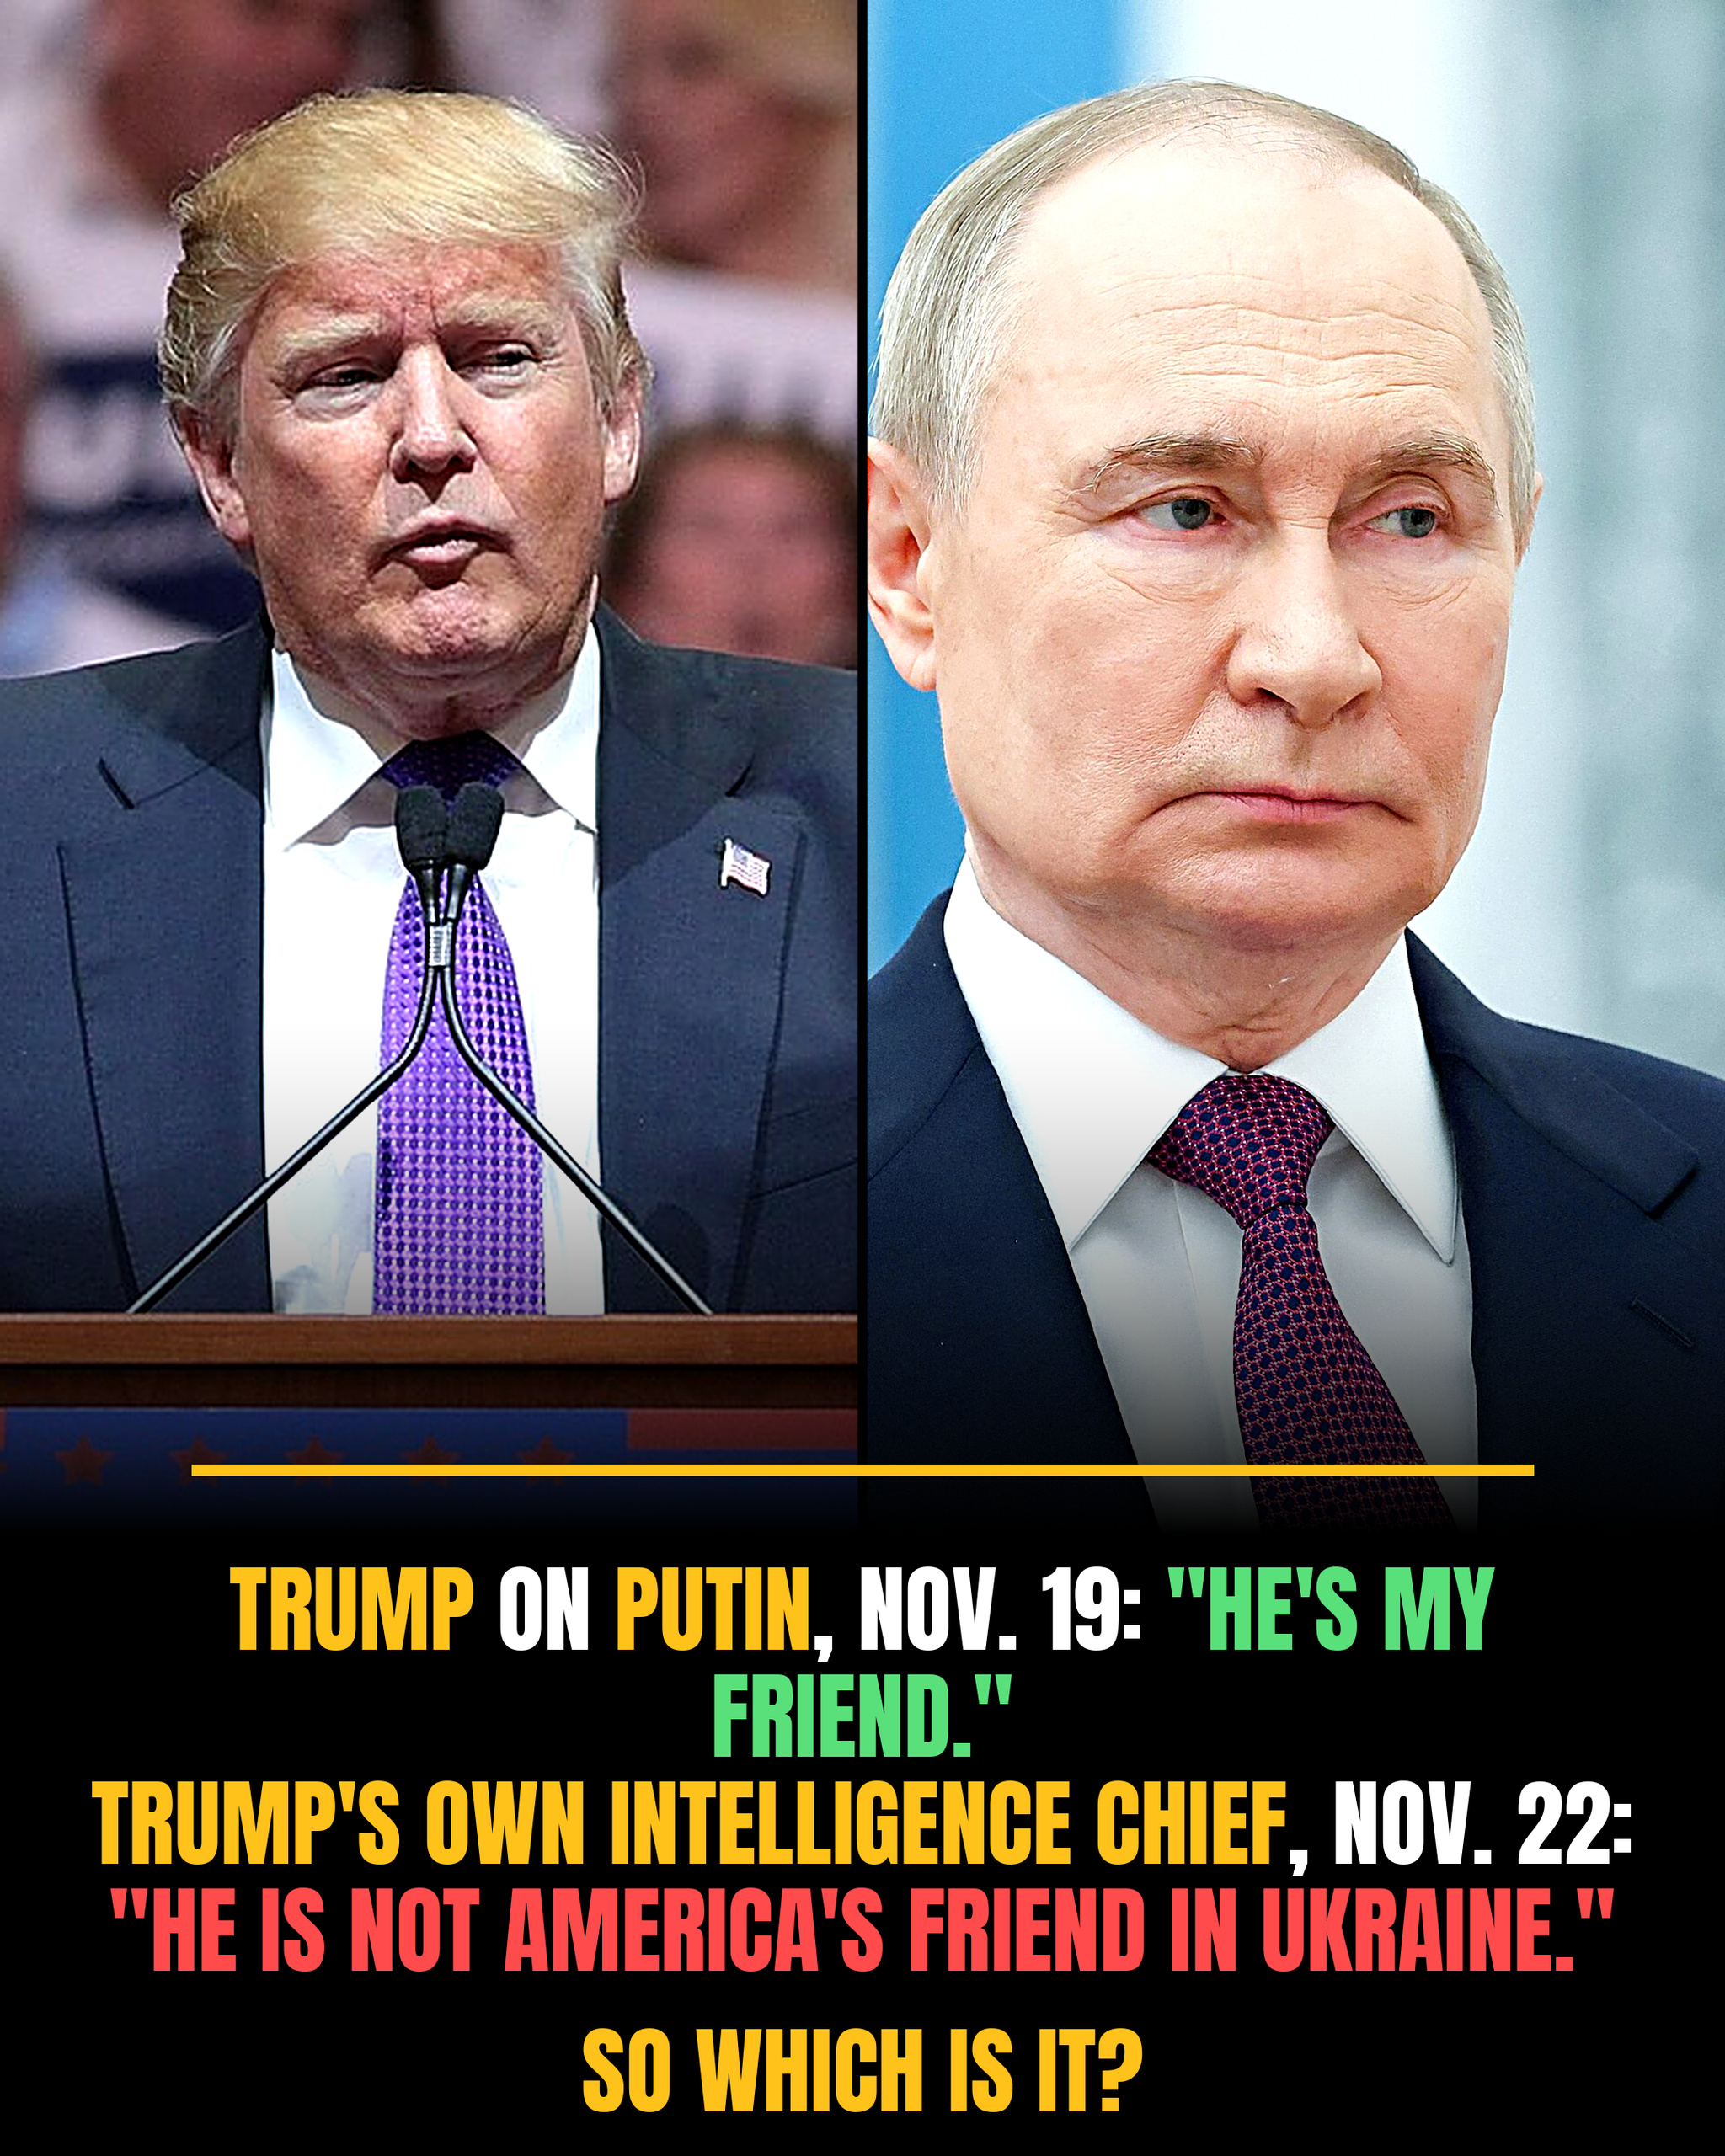 TRUMP ON PUTIN, NOV. 19: "HE'S MY
FRIEND."
TRUMP'S OWN INTELLIGENCE CHIEF, NOV. 22:
"HE IS NOT AMERICA'S FRIEND IN UKRAINE."
SO WHICH IS IT?